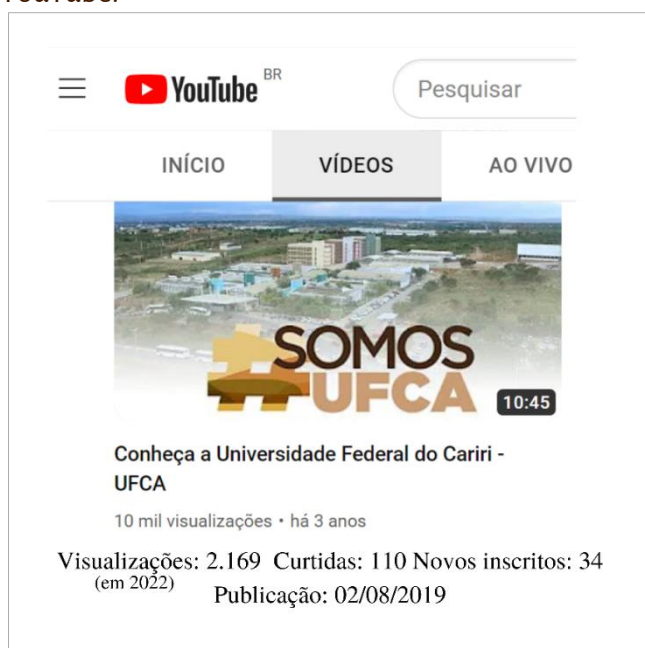 YouTube BR
Pesquisar
INÍCIO VÍDEOS AO VIVO
#SOMOS
UFCA
10:45
Conheça a Universidade Federal do Cariri -
UFCA
10 mil visualizações • há 3 anos
Visualizações: 2.169 Curtidas: 110 Novos inscritos: 34
(em 2022)
Publicação: 02/08/2019